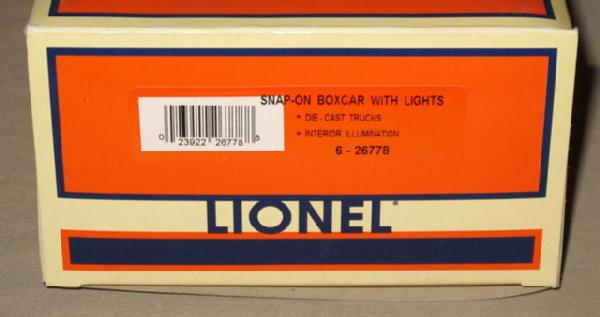 SNAP-ON BOXCAR WITH LIGHTS
* DIE-CAST TRUCKS
* INTERIOR ILLUMINATION
6-26778
0 23922 26778 8
LIONEL®